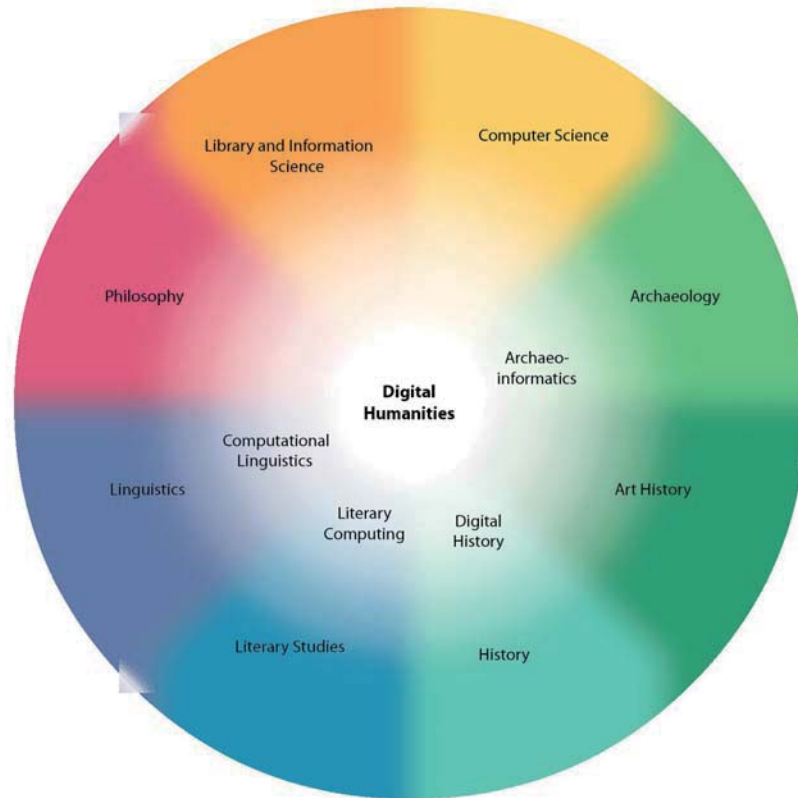 Computer Science
Library and Information
Science
Philosophy
Archaeology
Archaeo-
informatics
Digital
Humanities
Computational
Linguistics
Linguistics
Art History
Literary
Computing
Digital
History
Literary Studies
History